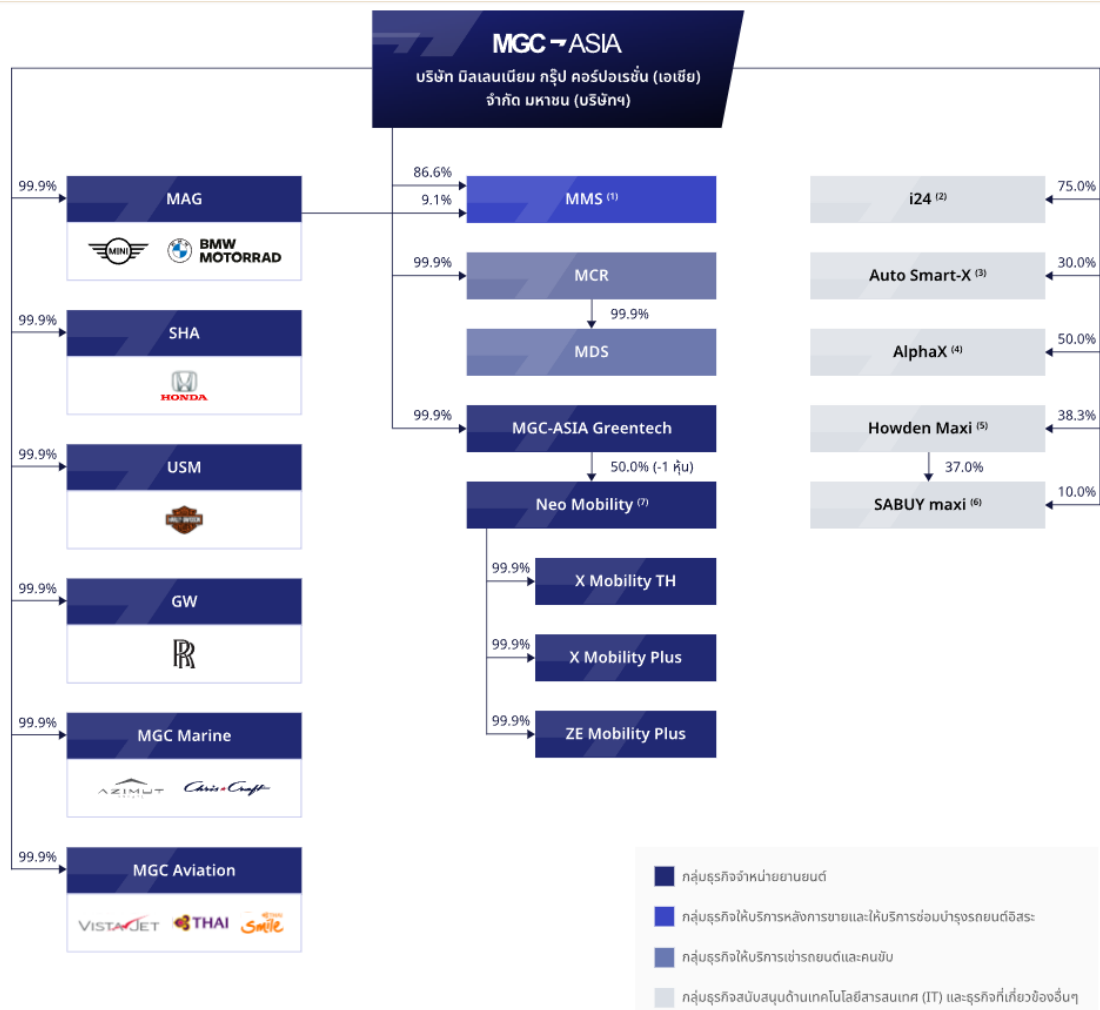 MGC ASIA
บริษัท มิลเลนเนียม กรุ๊ป คอร์ปอเรชั่น (เอเชีย)
จำกัด มหาชน (บริษัทฯ)
99.9%
MAG
MINI
BMW
MOTORRAD
99.9%
SHA
HONDA
99.9%
USM
HARLEY-DAVIDSON
99.9%
GW
RR
99.9%
MGC Marine
AZIMUT
Chris-Craft
99.9%
MGC Aviation
VISTAJET
THAI
THAI
Smile
86.6%
9.1%
MMS (1)
99.9%
MCR
99.9%
MDS
99.9%
MGC-ASIA Greentech
50.0% (-1 หุ้น)
Neo Mobility (7)
99.9%
X Mobility TH
99.9%
X Mobility Plus
99.9%
ZE Mobility Plus
i24 (2)
75.0%
Auto Smart-X (3)
30.0%
AlphaX (4)
50.0%
Howden Maxi (5)
38.3%
37.0%
SABUY maxi (6)
10.0%
กลุ่มธุรกิจจำหน่ายยานยนต์
กลุ่มธุรกิจให้บริการหลังการขายและให้บริการซ่อมบำรุงรถยนต์อิสระ
กลุ่มธุรกิจให้บริการเช่ารถยนต์และคนขับ
กลุ่มธุรกิจสนับสนุนด้านเทคโนโลยีสารสนเทศ (IT) และธุรกิจที่เกี่ยวข้องอื่นๆ